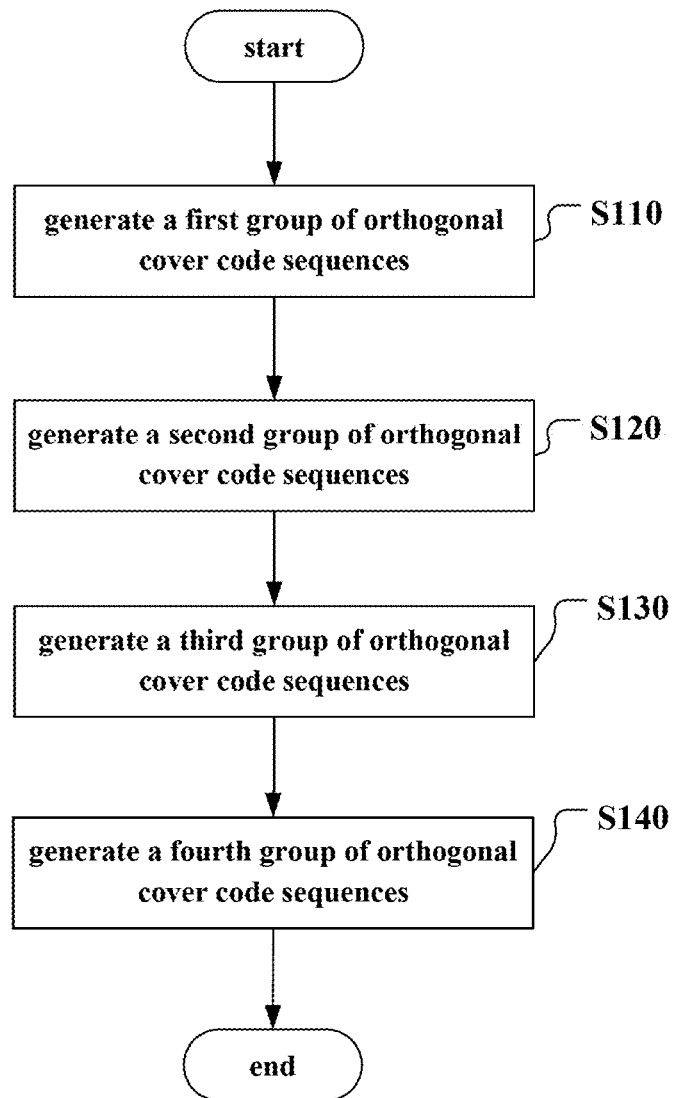 start
generate a first group of orthogonal
cover code sequences
S110
generate a second group of orthogonal
cover code sequences
S120
generate a third group of orthogonal
cover code sequences
S130
generate a fourth group of orthogonal
cover code sequences
S140
end